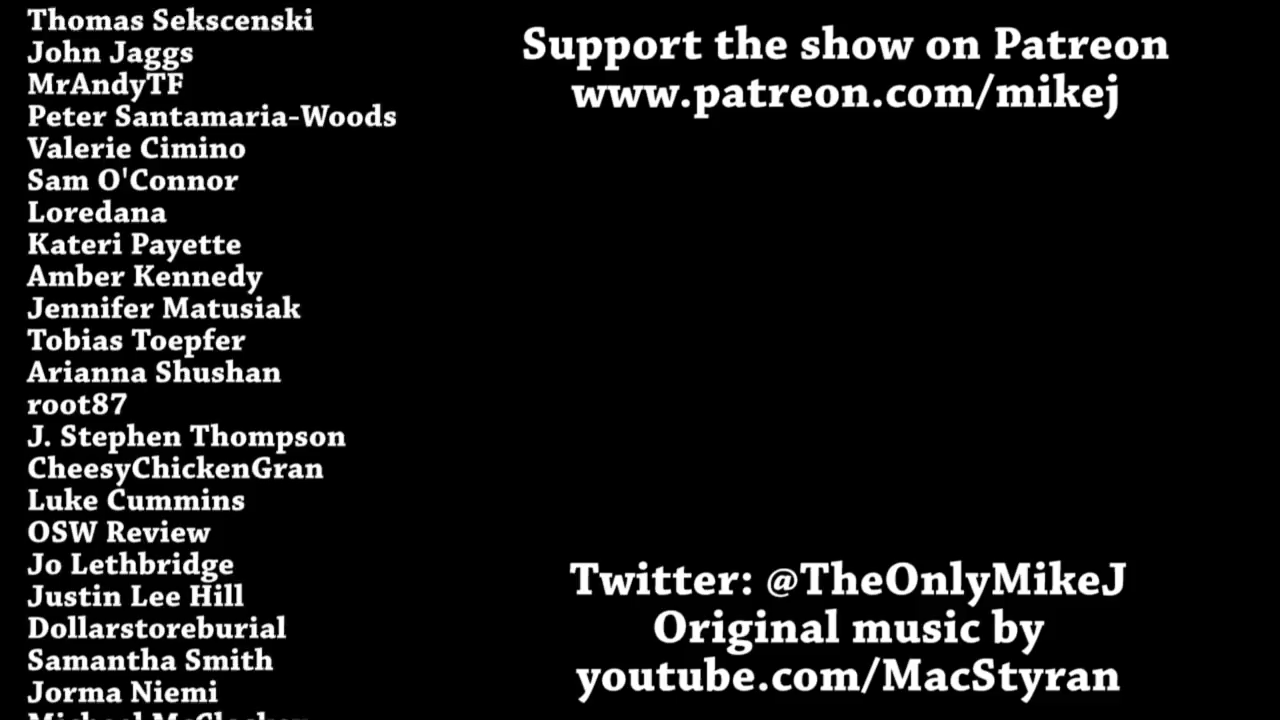 Thomas Sekscenski
John Jaggs
MrAndyTF
Peter Santamaria-Woods
Valerie Cimino
Sam O'Connor
Loredana
Kateri Payette
Amber Kennedy
Jennifer Matusiak
Tobias Toepfer
Arianna Shushan
root87
J. Stephen Thompson
CheesyChickenGran
Luke Cummins
OSW Review
Jo Lethbridge
Justin Lee Hill
Dollarstoreburial
Samantha Smith
Jorma Niemi
Michael
Support the show on Patreon
www.patreon.com/mikej
Twitter: @TheOnlyMikeJ
Original music by
youtube.com/MacStyran